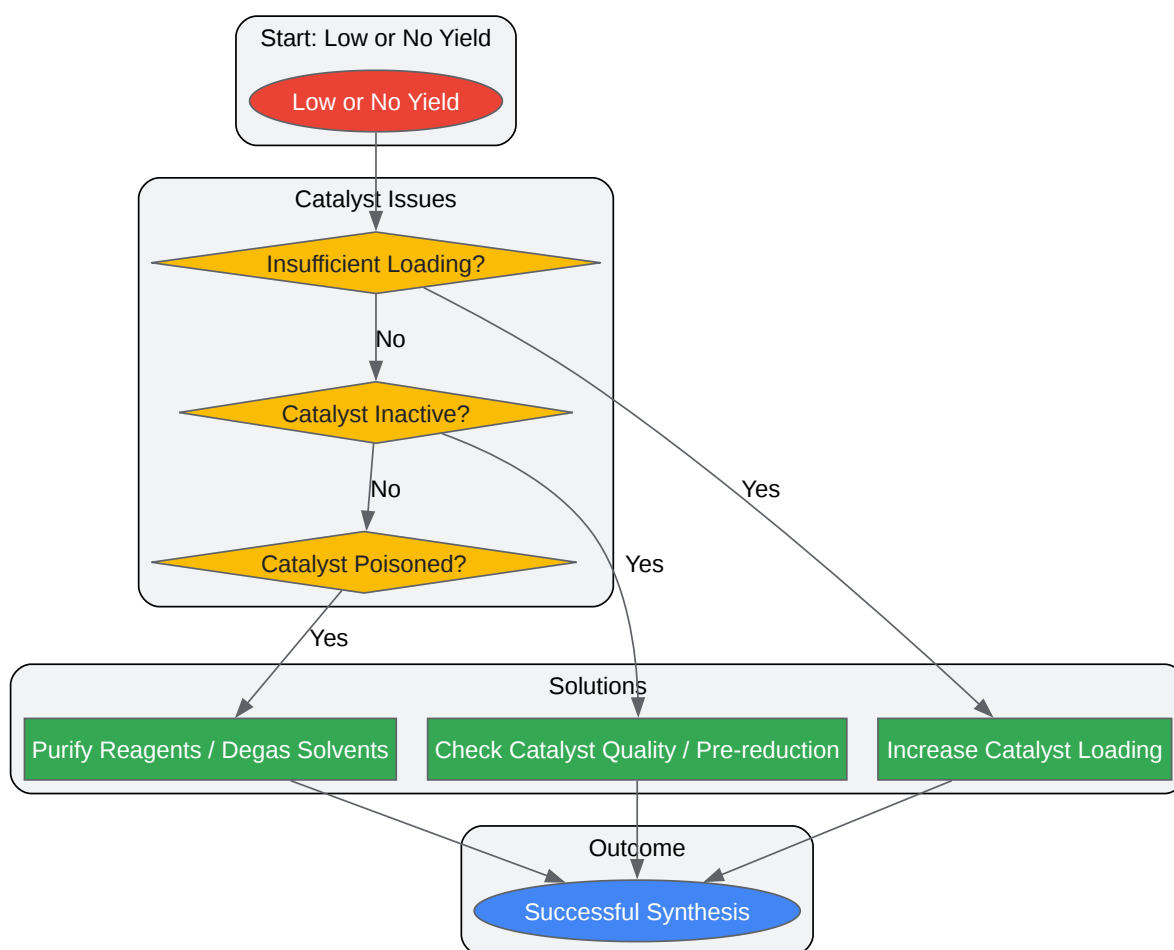 Start: Low or No Yield
Low or No Yield
Catalyst Issues
Insufficient Loading?
No
Catalyst Inactive?
Yes
No
Catalyst Poisoned?
Yes
Yes
Solutions
Purify Reagents / Degas Solvents
Check Catalyst Quality / Pre-reduction
Increase Catalyst Loading
Outcome
Successful Synthesis